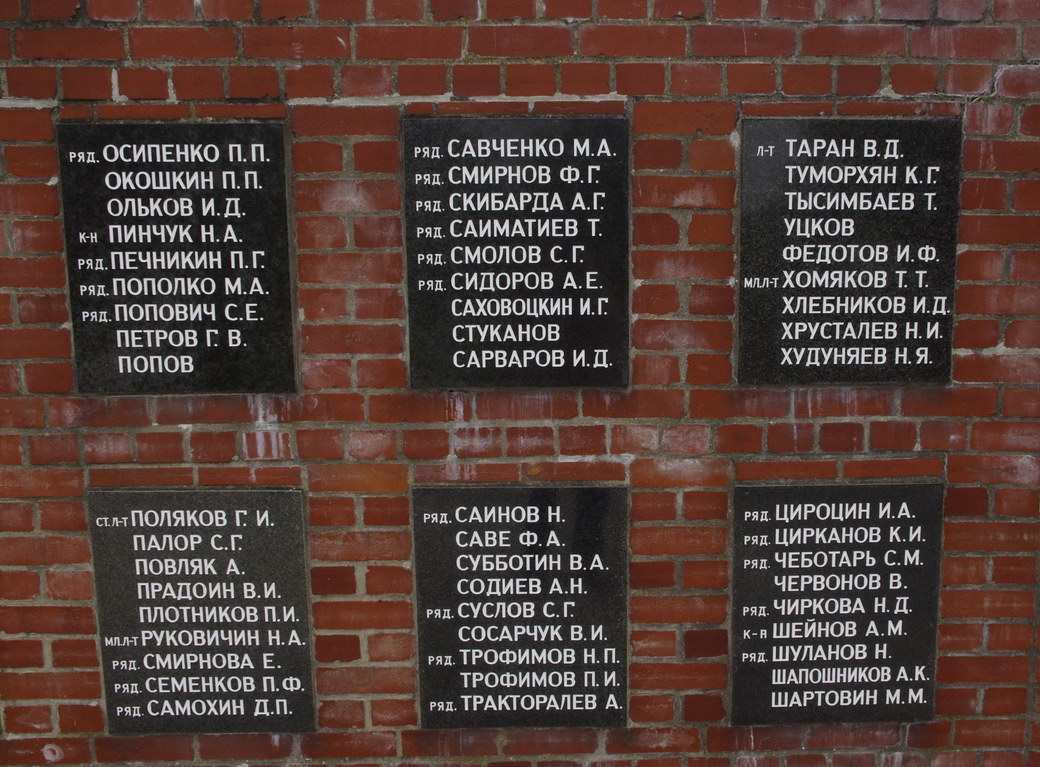 РЯД. ОСИПЕНКО П.П.
ОКОШКИН П.П.
ОЛЬКОВ И.Д.
К-Н ПИНЧУК Н.А.
РЯД. ПЕЧНИКИН П.Г.
РЯД. ПОПОЛКО М.А.
РЯД. ПОПОВИЧ С.Е.
ПЕТРОВ Г. В.
ПОПОВ
РЯД. САВЧЕНКО М.А.
РЯД. СМИРНОВ Ф.Г.
РЯД. СКИБАРДА А.Г.
РЯД. САИМАТИЕВ Т.
РЯД. СМОЛОВ С.Г.
РЯД. СИДОРОВ А.Е.
САХОВОЦКИН И.Г.
СТУКАНОВ
САРВАРОВ И.Д.
Л-Т ТАРАН В.Д.
ТУМОРХЯН К.Г.
ТЫСИМБАЕВ Т.
УЦКОВ
ФЕДОТОВ И.Ф.
МЛ.Л-Т ХОМЯКОВ Т.Т.
ХЛЕБНИКОВ И.Д.
ХРУСТАЛЕВ Н.И.
ХУДУНЯЕВ Н.Я.
СТ.Л-Т ПОЛЯКОВ Г. И.
ПАЛОР С.Г.
ПОВЛЯК А.
ПРАДОИН В.И.
ПЛОТНИКОВ П.И.
МЛ.Л-Т РУКОВИЧИН Н.А.
РЯД. СМИРНОВА Е.
РЯД. СЕМЕНКОВ П.Ф.
РЯД. САМОХИН Д.П.
РЯД. САИНОВ Н.
САВЕ Ф.А.
СУББОТИН В.А.
СОДИЕВ А.Н.
РЯД. СУСЛОВ С.Г.
СОСАРЧУК В.И.
РЯД. ТРОФИМОВ Н.П.
ТРОФИМОВ П.И.
РЯД. ТРАКТОРАЛЕВ А.
РЯД. ЦИРОЦИН И.А.
РЯД. ЦИРКАНОВ К.И.
РЯД. ЧЕБОТАРЬ С.М.
ЧЕРВОНОВ В.
РЯД. ЧИРКОВА Н.Д.
К-Н ШЕЙНОВ А.М.
РЯД. ШУЛАНОВ Н.
ШАПОШНИКОВ А.К.
ШАРТОВИН М.М.